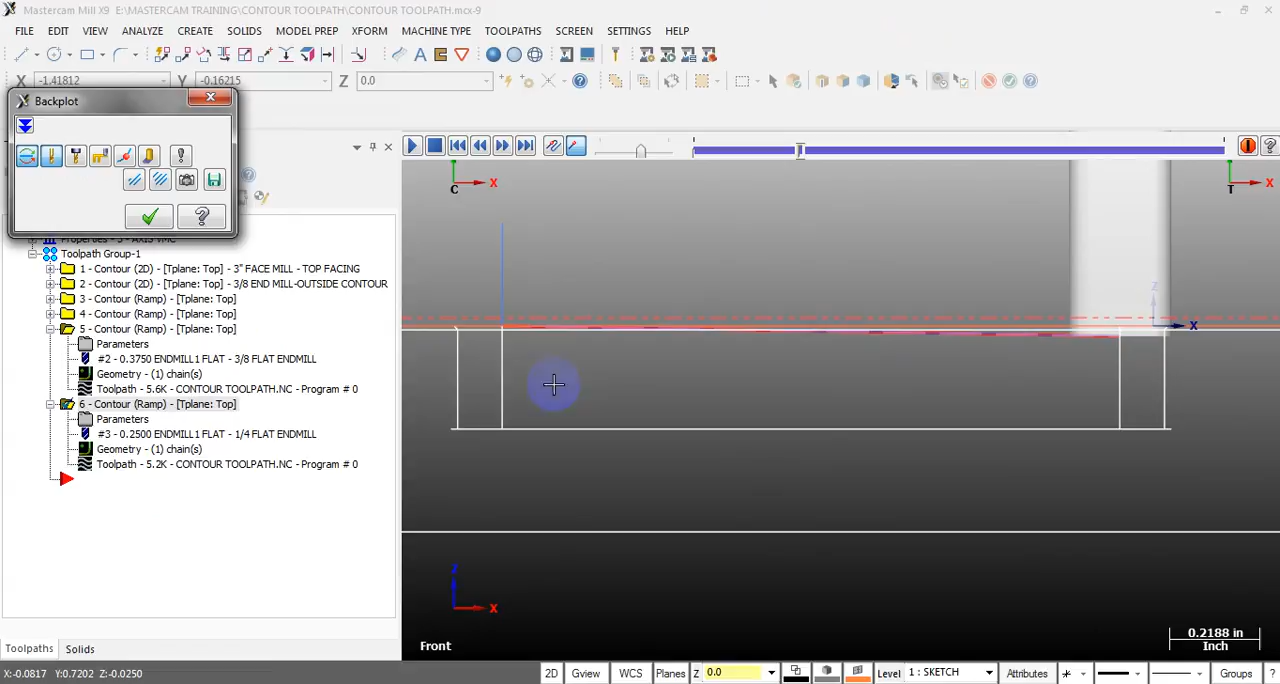 Mastercam Mill X9 E:\MASTERCAM TRAINING\CONTOUR TOOLPATH\CONTOUR TOOLPATH.mcx-9
FILE EDIT VIEW ANALYZE CREATE SOLIDS MODEL PREP XFORM MACHINE TYPE TOOLPATHS SCREEN SETTINGS HELP
X -1.41812 Y -0.16215 Z 0.0
Backplot
C X T X
Toolpath Group-1
1 - Contour (2D) - [Tplane: Top] - 3" FACE MILL - TOP FACING
2 - Contour (2D) - [Tplane: Top] - 3/8 END MILL-OUTSIDE CONTOUR
3 - Contour (Ramp) - [Tplane: Top]
4 - Contour (Ramp) - [Tplane: Top]
5 - Contour (Ramp) - [Tplane: Top]
Parameters
#2 - 0.3750 ENDMILL1 FLAT - 3/8 FLAT ENDMILL
Geometry - (1) chain(s)
Toolpath - 5.6K - CONTOUR TOOLPATH.NC - Program # 0
6 - Contour (Ramp) - [Tplane: Top]
Parameters
#3 - 0.2500 ENDMILL1 FLAT - 1/4 FLAT ENDMILL
Geometry - (1) chain(s)
Toolpath - 5.2K - CONTOUR TOOLPATH.NC - Program # 0
Z
X
Z
X
Front
0.2188 in
Inch
Toolpaths Solids
X:-0.0817 Y:0.7202 Z:-0.0250 2D Gview WCS Planes Z 0.0 Level 1 : SKETCH Attributes Groups ?